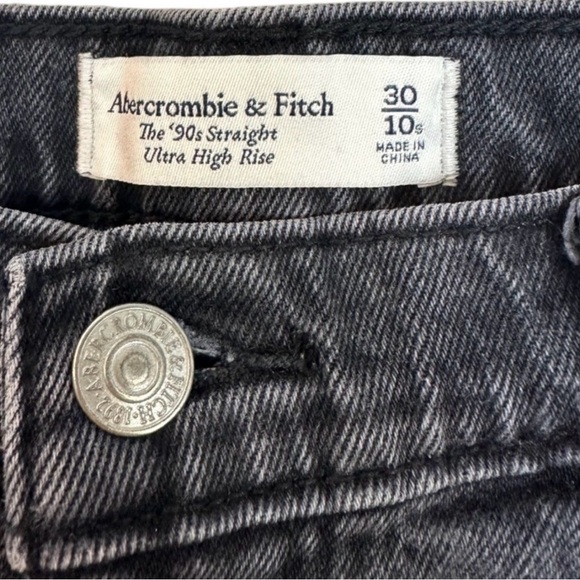 Abercrombie & Fitch
The '90s Straight
Ultra High Rise
30
10s
MADE IN
CHINA
ABERCROMBIE & FITCH · 1892 ·